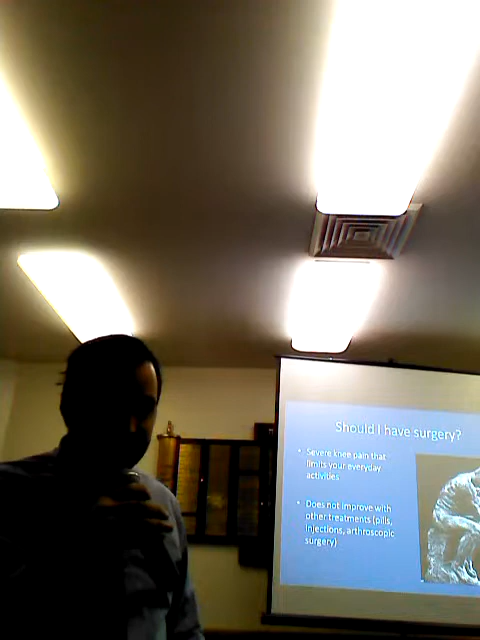 Should I have surgery?
• Severe knee pain that
limits your everyday
activities
• Does not improve with
other treatments (pills,
injections, arthroscopic
surgery)